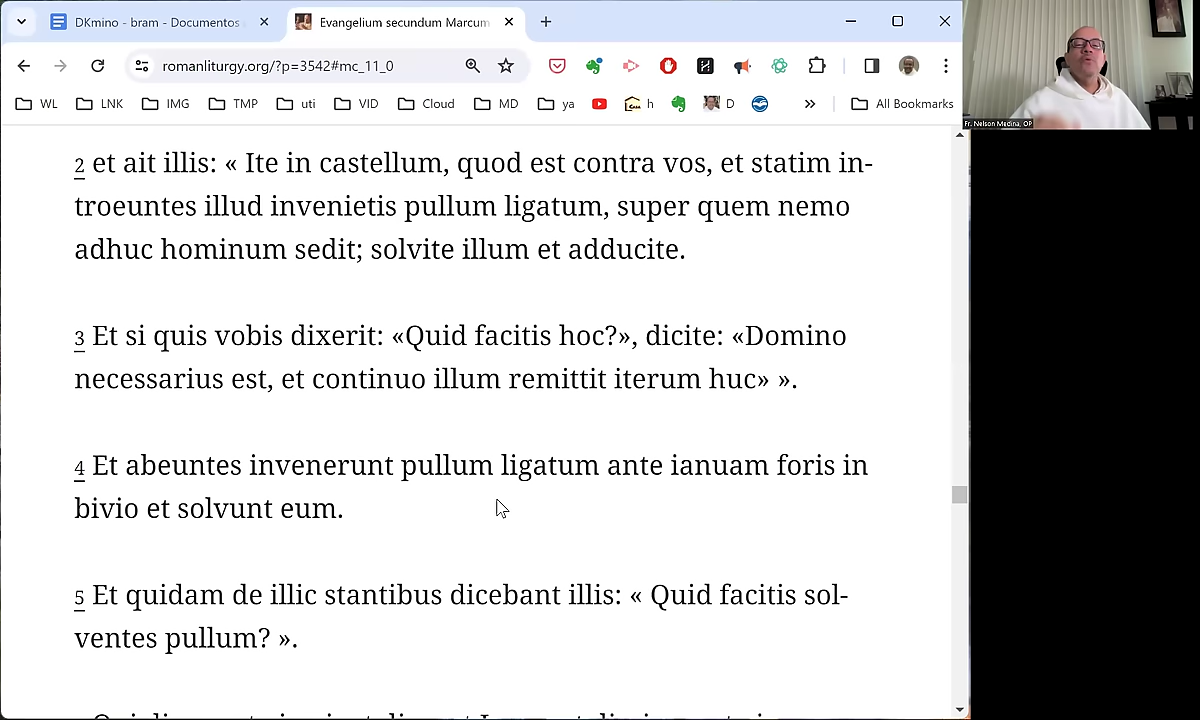 DKmino - bram - Documentos
Evangelium secundum Marcum
romanliturgy.org/?p=3542#mc_11_0
WL
LNK
IMG
TMP
uti
VID
Cloud
MD
ya
h
D
All Bookmarks
Fr. Nelson Medina, OP
2 et ait illis: « Ite in castellum, quod est contra vos, et statim in-
troeuntes illud invenietis pullum ligatum, super quem nemo
adhuc hominum sedit; solvite illum et adducite.
3 Et si quis vobis dixerit: «Quid facitis hoc?», dicite: «Domino
necessarius est, et continuo illum remittit iterum huc» ».
4 Et abeuntes invenerunt pullum ligatum ante ianuam foris in
bivio et solvunt eum.
5 Et quidam de illic stantibus dicebant illis: « Quid facitis sol-
ventes pullum? ».